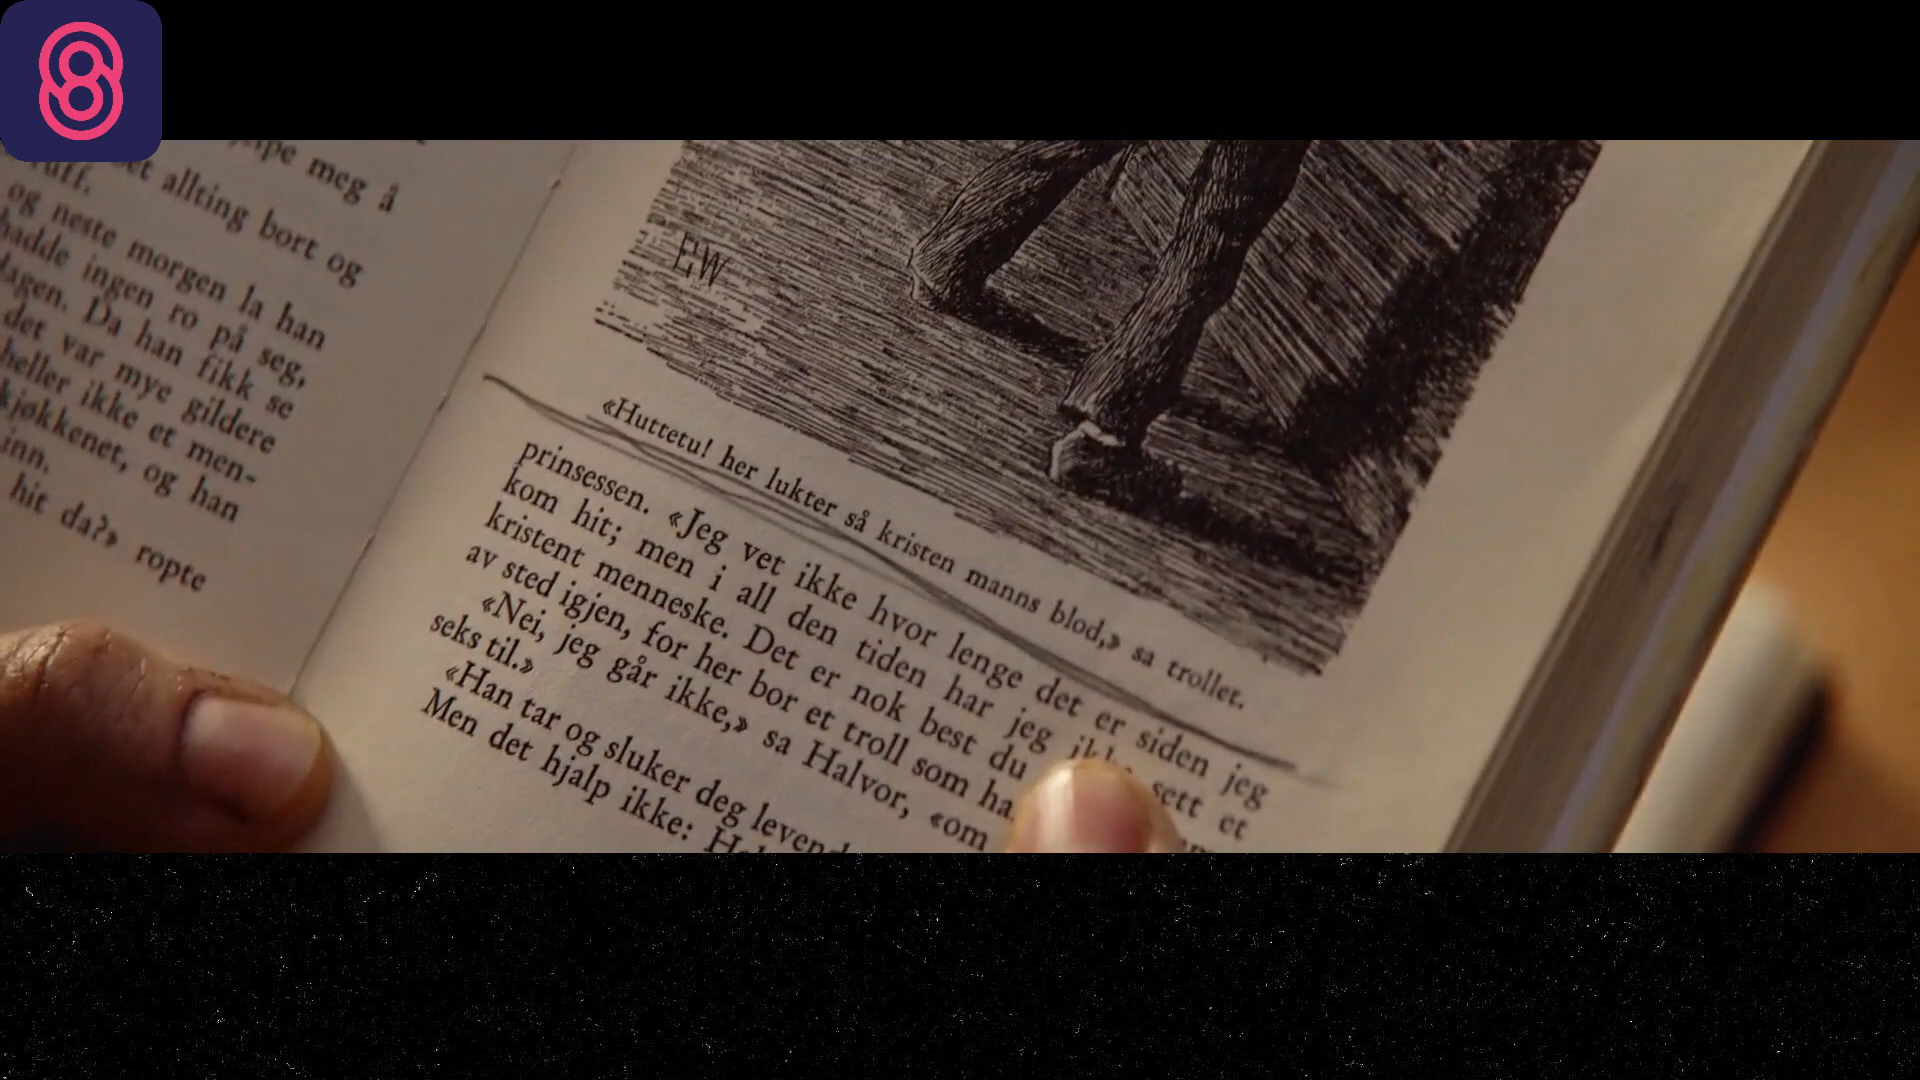 meg å
allting bort og
tuff.
og neste morgen la han
hadde ingen ro på seg,
dagen. Da han fikk se
det var mye gildere
heller ikke et men-
kjøkkenet, og han
inn.
hit da?» ropte
EW
«Huttetu! her lukter så kristen manns blod,» sa trollet.
prinsessen. «Jeg vet ikke hvor lenge det er siden jeg
kom hit; men i all den tiden har jeg ikke sett et
kristent menneske. Det er nok best du
av sted igjen, for her bor et troll som
«Nei, jeg går ikke,» sa Halvor, «om
seks til.»
«Han tar og sluker deg
Men det hjalp ikke: